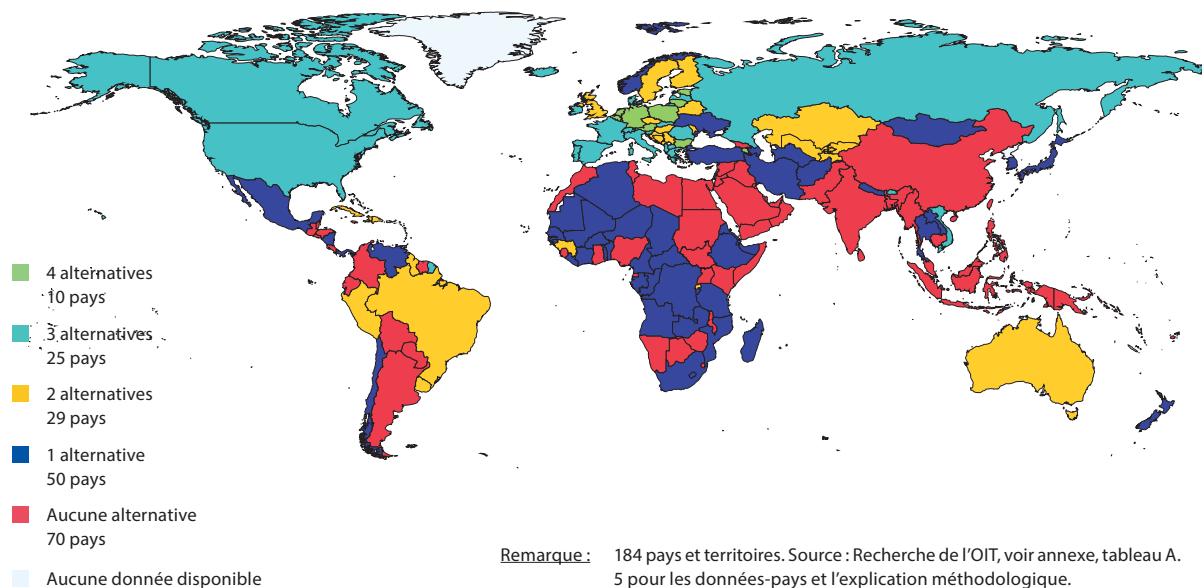 4 alternatives
10 pays
3 alternatives
25 pays
2 alternatives
29 pays
1 alternative
50 pays
Aucune alternative
70 pays
Aucune donnée disponible
Remarque : 184 pays et territoires. Source : Recherche de l'OIT, voir annexe, tableau A.
5 pour les données-pays et l'explication méthodologique.